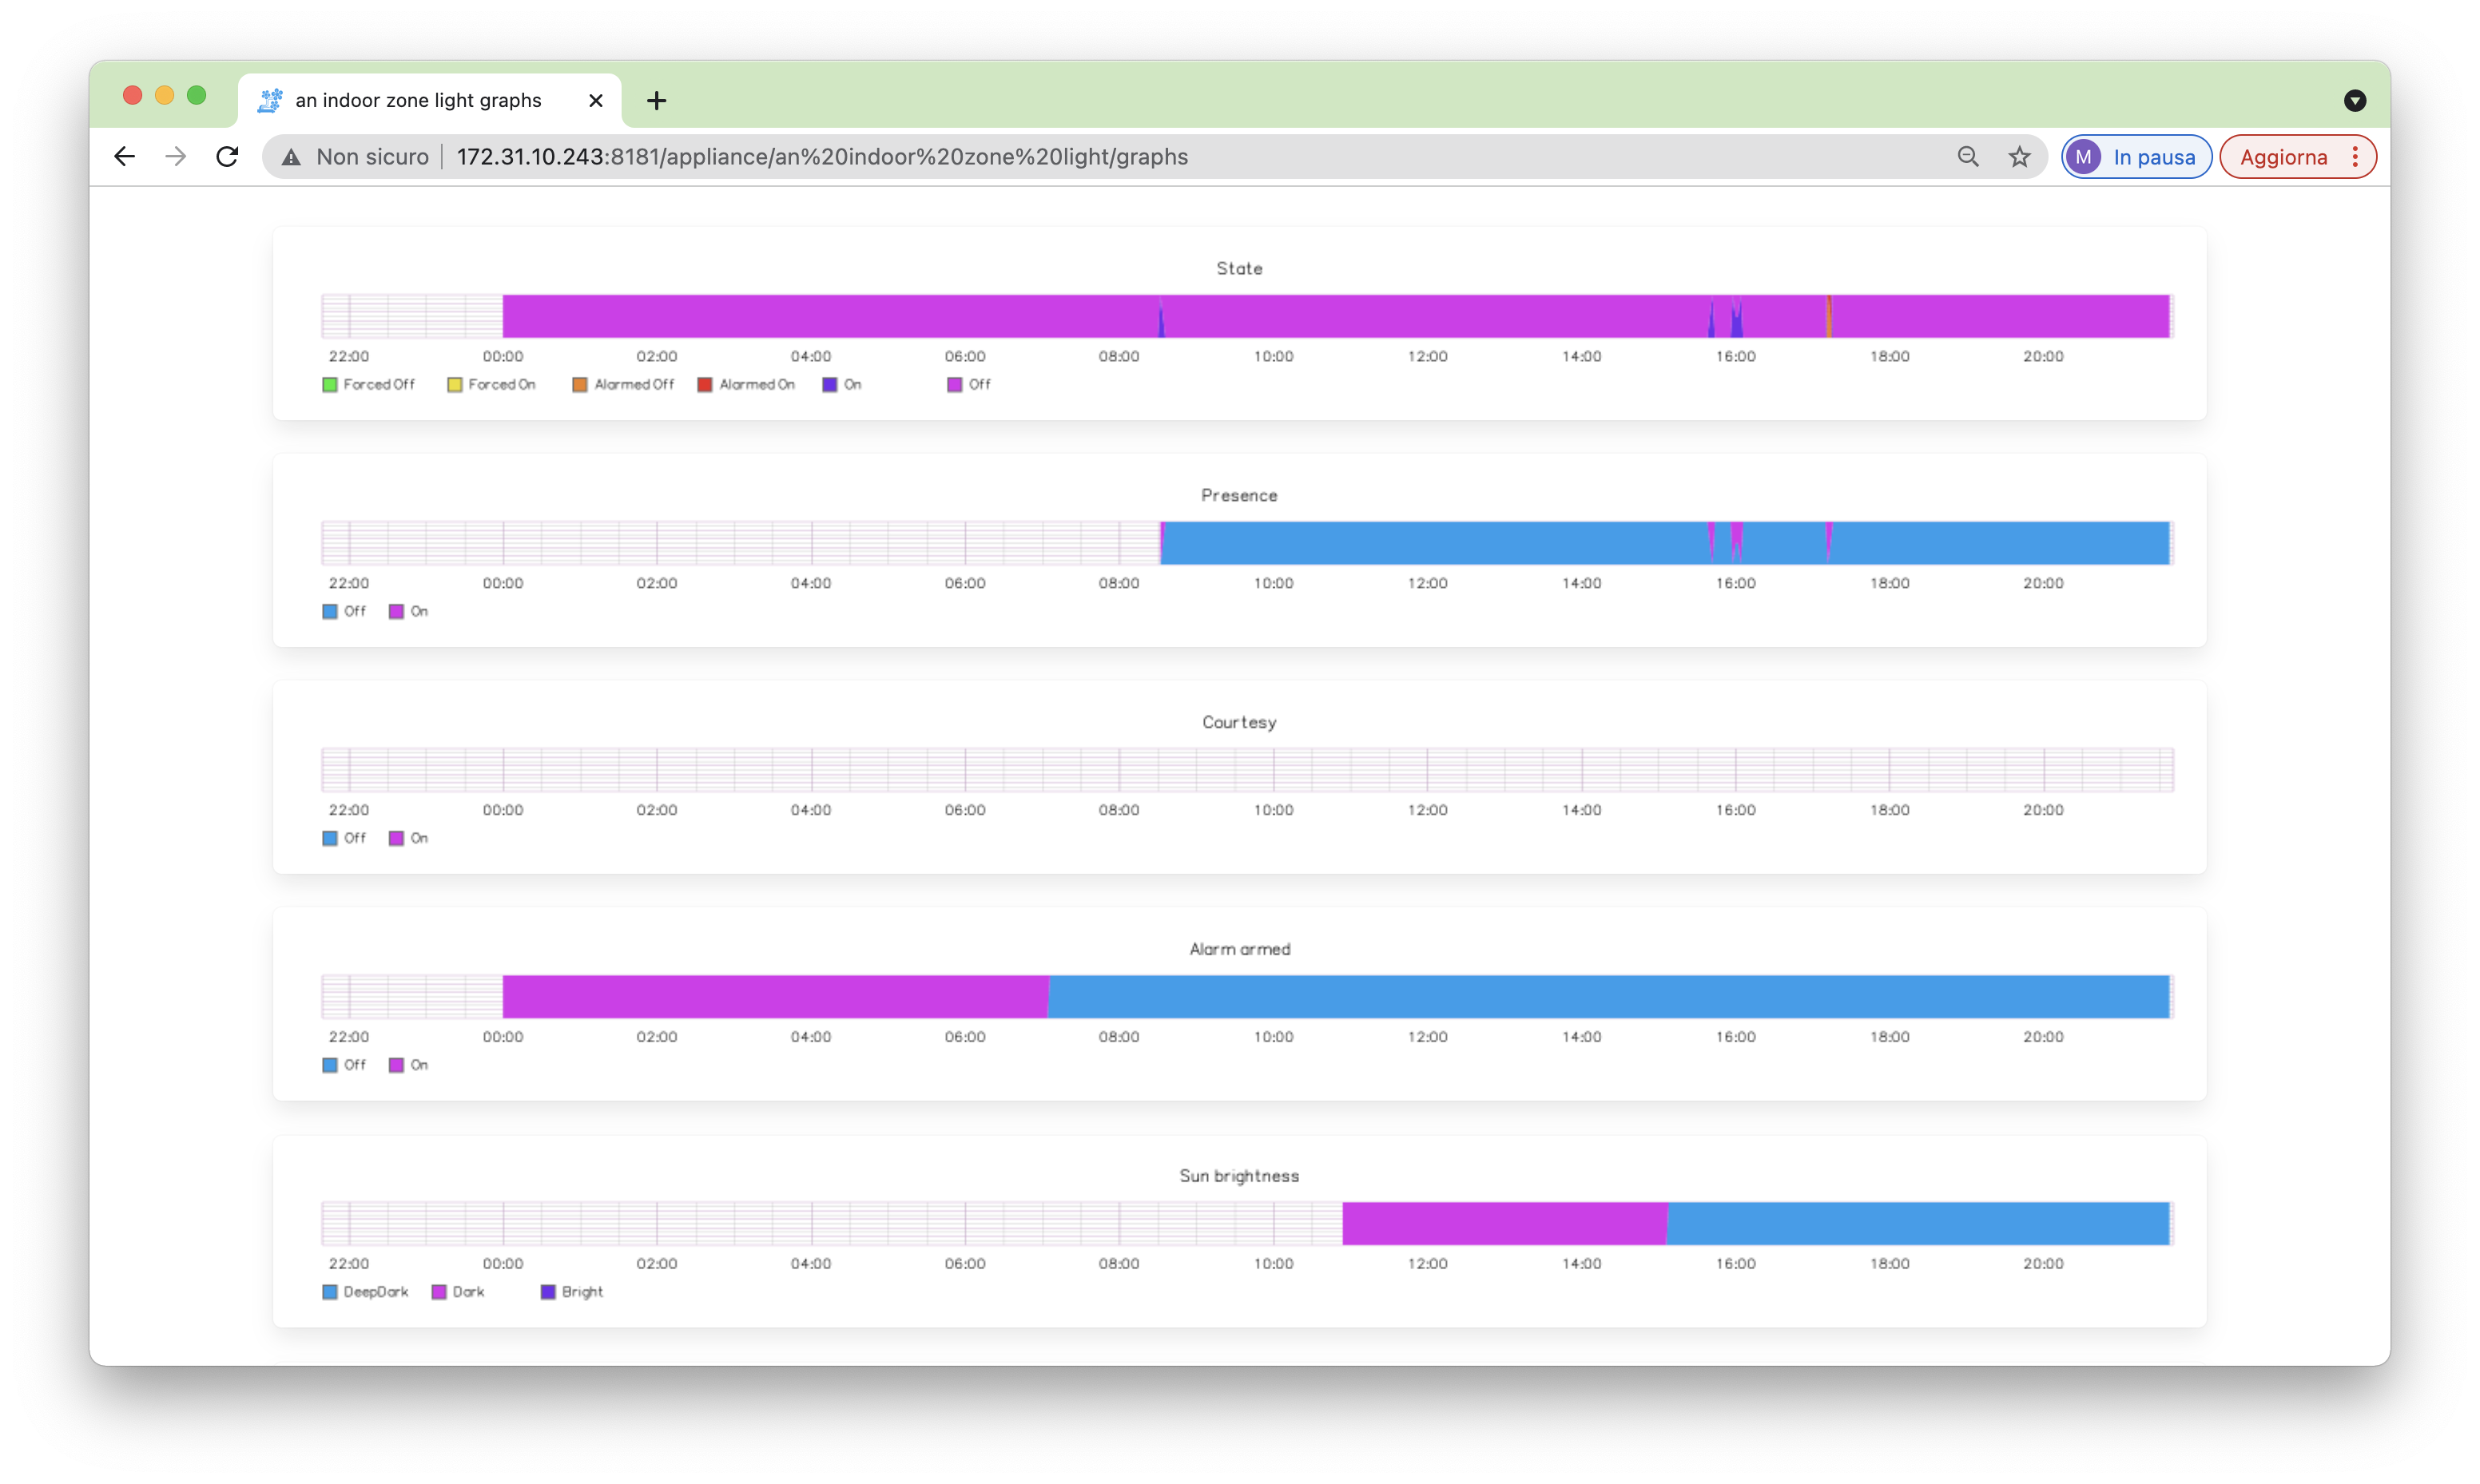 an indoor zone light graphs
Non sicuro 172.31.10.243:8181/appliance/an%20indoor%20zone%20light/graphs M In pausa Aggiorna
State
22:00 00:00 02:00 04:00 06:00 08:00 10:00 12:00 14:00 16:00 18:00 20:00
Forced Off Forced On Alarmed Off Alarmed On On Off
Presence
22:00 00:00 02:00 04:00 06:00 08:00 10:00 12:00 14:00 16:00 18:00 20:00
Off On
Courtesy
22:00 00:00 02:00 04:00 06:00 08:00 10:00 12:00 14:00 16:00 18:00 20:00
Off On
Alarm armed
22:00 00:00 02:00 04:00 06:00 08:00 10:00 12:00 14:00 16:00 18:00 20:00
Off On
Sun brightness
22:00 00:00 02:00 04:00 06:00 08:00 10:00 12:00 14:00 16:00 18:00 20:00
DeepDark Dark Bright